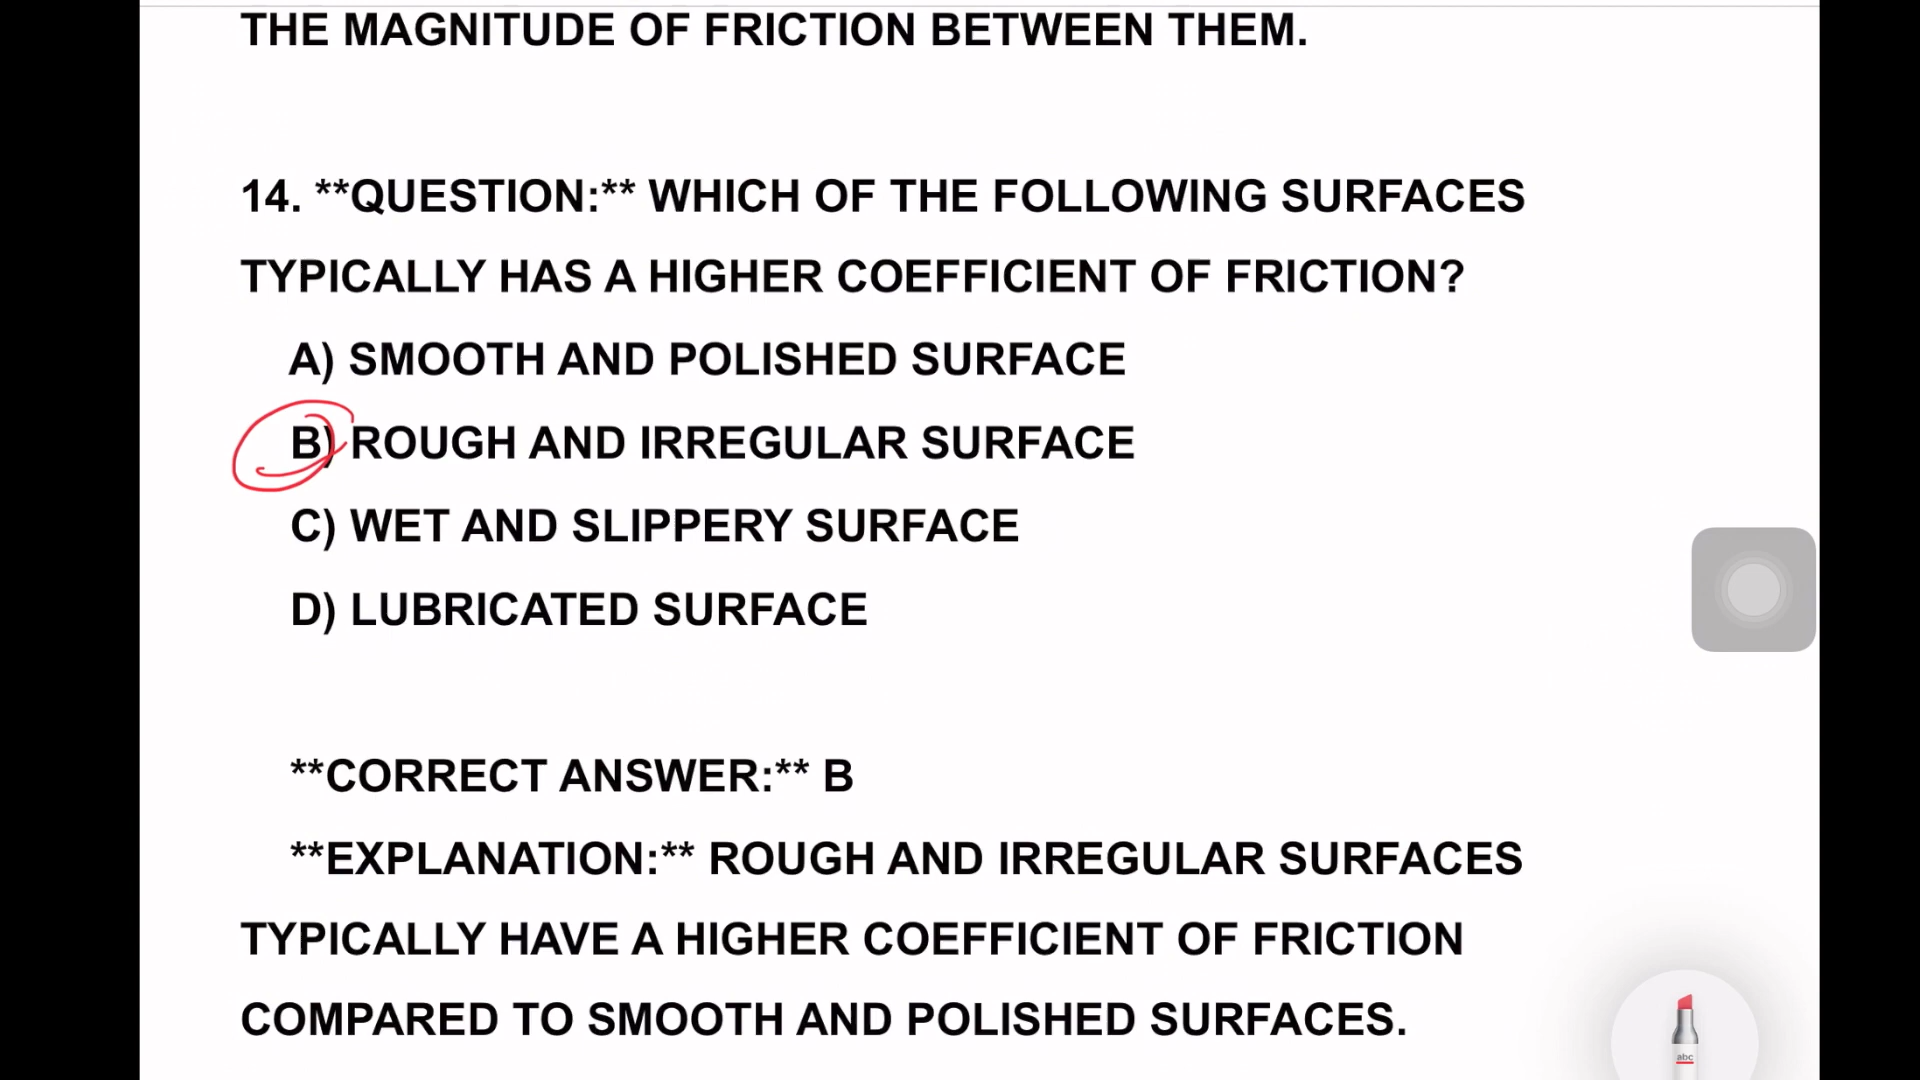 THE MAGNITUDE OF FRICTION BETWEEN THEM.
14. **QUESTION:** WHICH OF THE FOLLOWING SURFACES
TYPICALLY HAS A HIGHER COEFFICIENT OF FRICTION?
A) SMOOTH AND POLISHED SURFACE
B) ROUGH AND IRREGULAR SURFACE
C) WET AND SLIPPERY SURFACE
D) LUBRICATED SURFACE
**CORRECT ANSWER:** B
**EXPLANATION:** ROUGH AND IRREGULAR SURFACES
TYPICALLY HAVE A HIGHER COEFFICIENT OF FRICTION
COMPARED TO SMOOTH AND POLISHED SURFACES.
abc